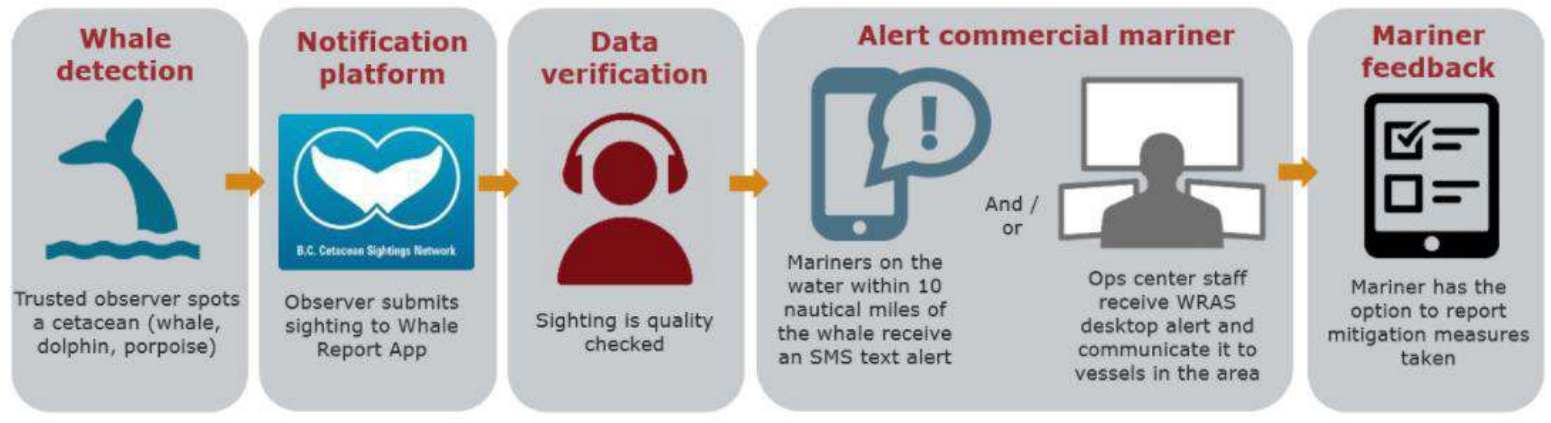 Whale
detection
Trusted observer spots
a cetacean (whale,
dolphin, porpoise)
Notification
platform
B.C. Cetacean Sightings Network
Observer submits
sighting to Whale
Report App
Data
verification
Sighting is quality
checked
Alert commercial mariner
!
Mariners on the
water within 10
nautical miles of
the whale receive
an SMS text alert
And /
or
Ops center staff
receive WRAS
desktop alert and
communicate it to
vessels in the area
Mariner
feedback
Mariner has the
option to report
mitigation measures
taken